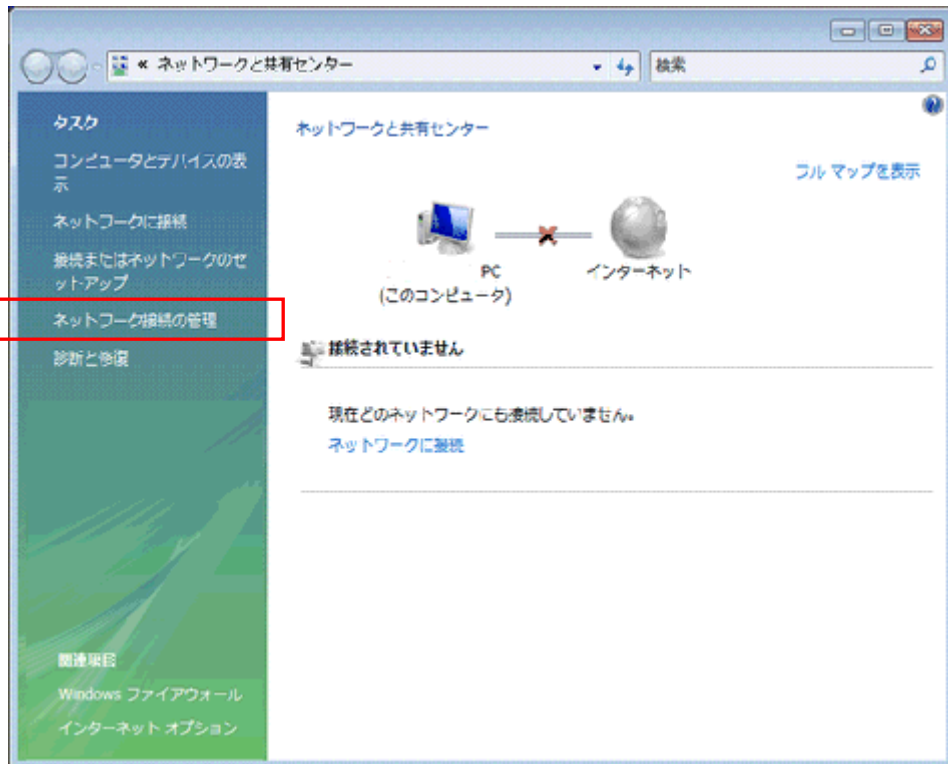 « ネットワークと共有センター
検索
タスク
コンピュータとデバイスの表
示
ネットワークに接続
接続またはネットワークのセ
ットアップ
ネットワーク接続の管理
診断と修復
関連項目
Windows ファイアウォール
インターネット オプション
ネットワークと共有センター
フル マップを表示
PC
(このコンピュータ)
インターネット
接続されていません
現在どのネットワークにも接続していません。
ネットワークに接続